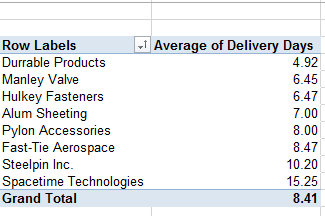 Row Labels Average of Delivery Days
Durrable Products 4.92
Manley Valve 6.45
Hulkey Fasteners 6.47
Alum Sheeting 7.00
Pylon Accessories 8.00
Fast-Tie Aerospace 8.47
Steelpin Inc. 10.20
Spacetime Technologies 15.25
Grand Total 8.41